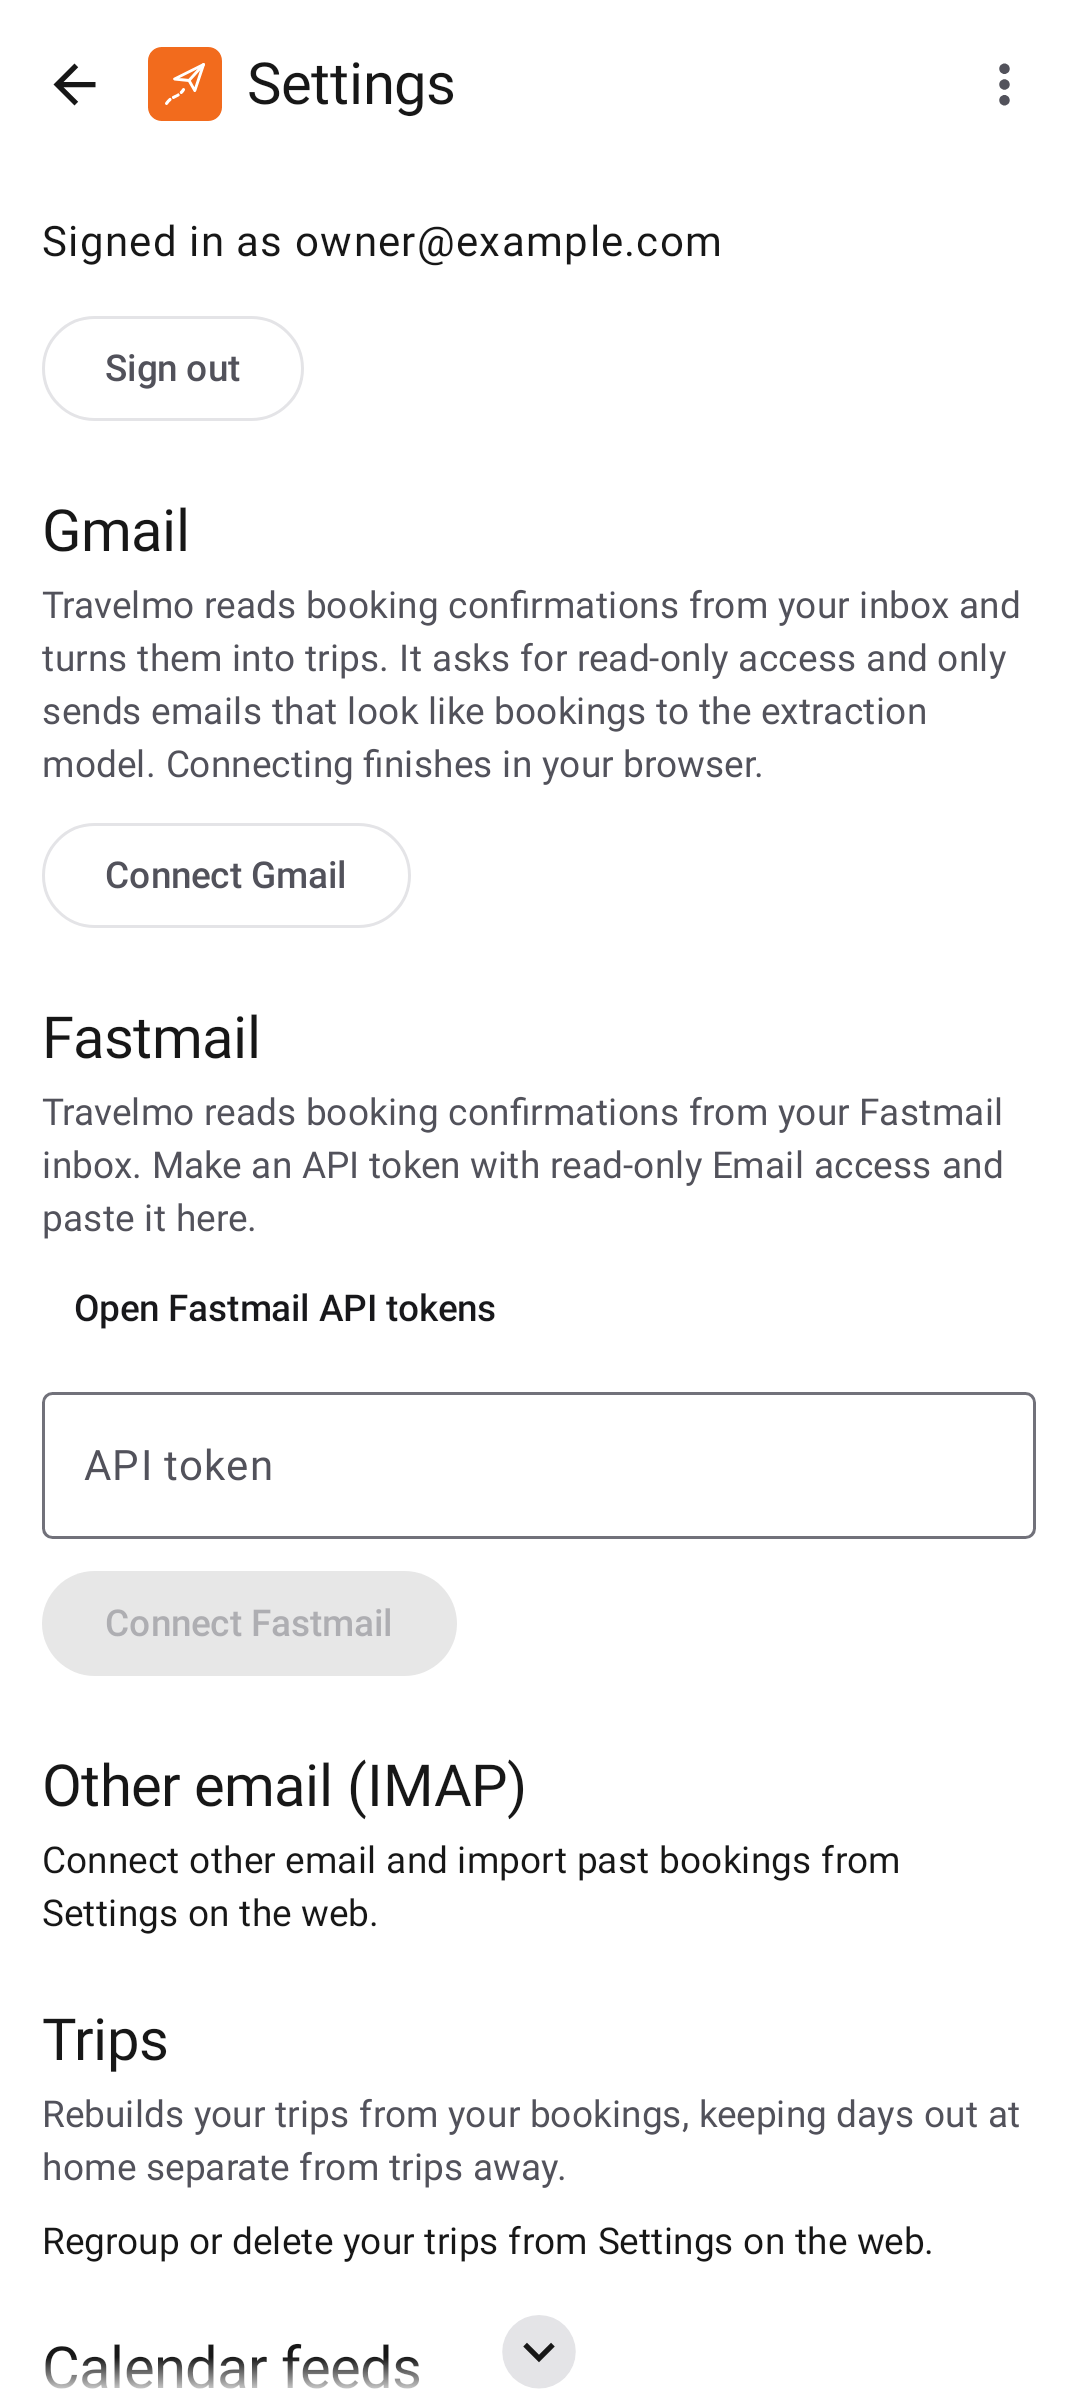 Settings
Signed in as owner@example.com
Sign out
Gmail
Travelmo reads booking confirmations from your inbox and
turns them into trips. It asks for read-only access and only
sends emails that look like bookings to the extraction
model. Connecting finishes in your browser.
Connect Gmail
Fastmail
Travelmo reads booking confirmations from your Fastmail
inbox. Make an API token with read-only Email access and
paste it here.
Open Fastmail API tokens
API token
Connect Fastmail
Other email (IMAP)
Connect other email and import past bookings from
Settings on the web.
Trips
Rebuilds your trips from your bookings, keeping days out at
home separate from trips away.
Regroup or delete your trips from Settings on the web.
Calendar feeds